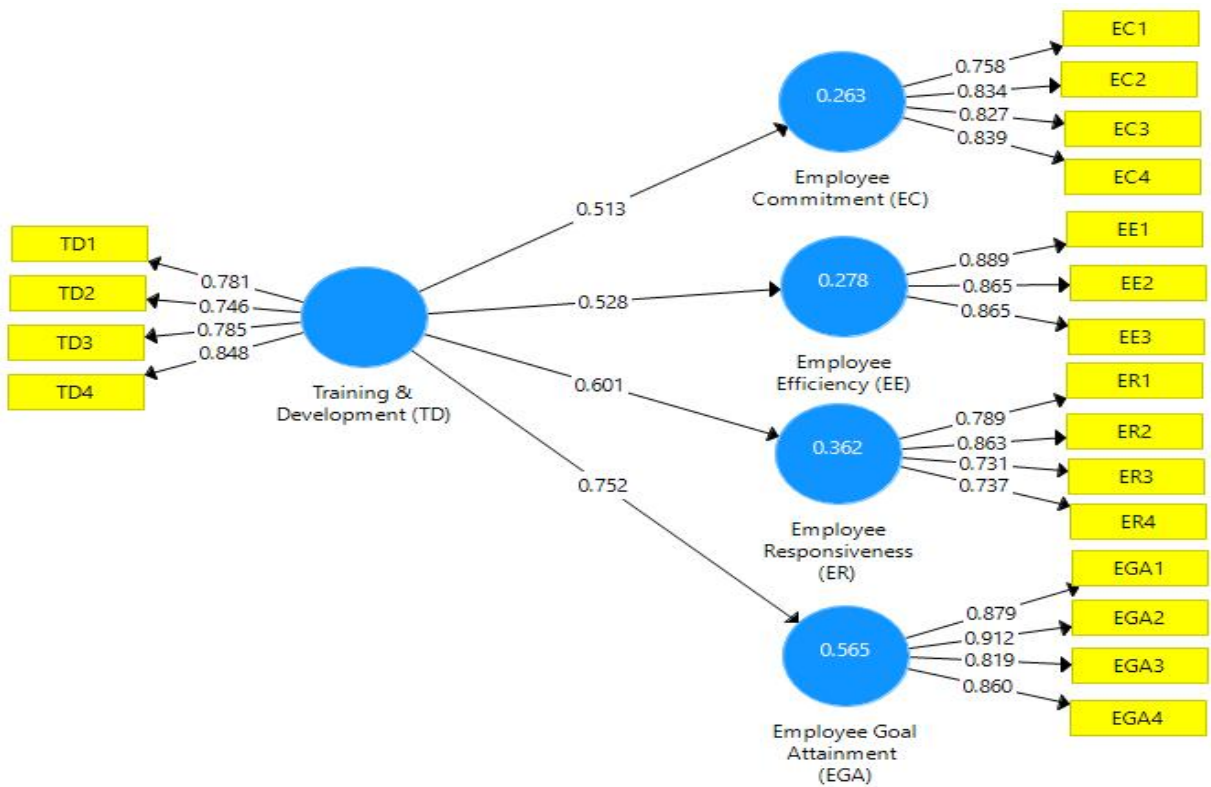 TD1
TD2
TD3
TD4
0.781
0.746
0.785
0.848
Training &
Development (TD)
0.513
0.528
0.601
0.752
0.263
Employee
Commitment (EC)
0.758
0.834
0.827
0.839
EC1
EC2
EC3
EC4
0.278
Employee
Efficiency (EE)
0.889
0.865
0.865
EE1
EE2
EE3
0.362
Employee
Responsiveness
(ER)
0.789
0.863
0.731
0.737
ER1
ER2
ER3
ER4
0.565
Employee Goal
Attainment
(EGA)
0.879
0.912
0.819
0.860
EGA1
EGA2
EGA3
EGA4